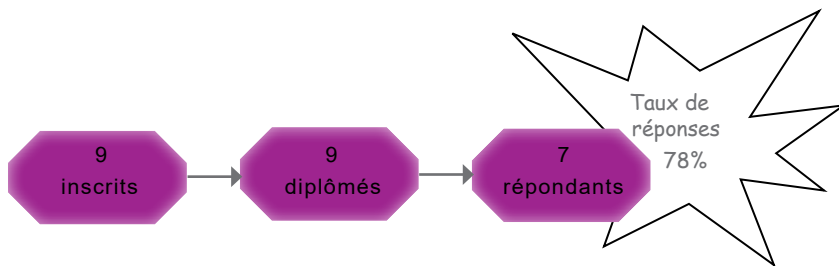 9
inscrits
9
diplômés
7
répondants
Taux de
réponses
78%